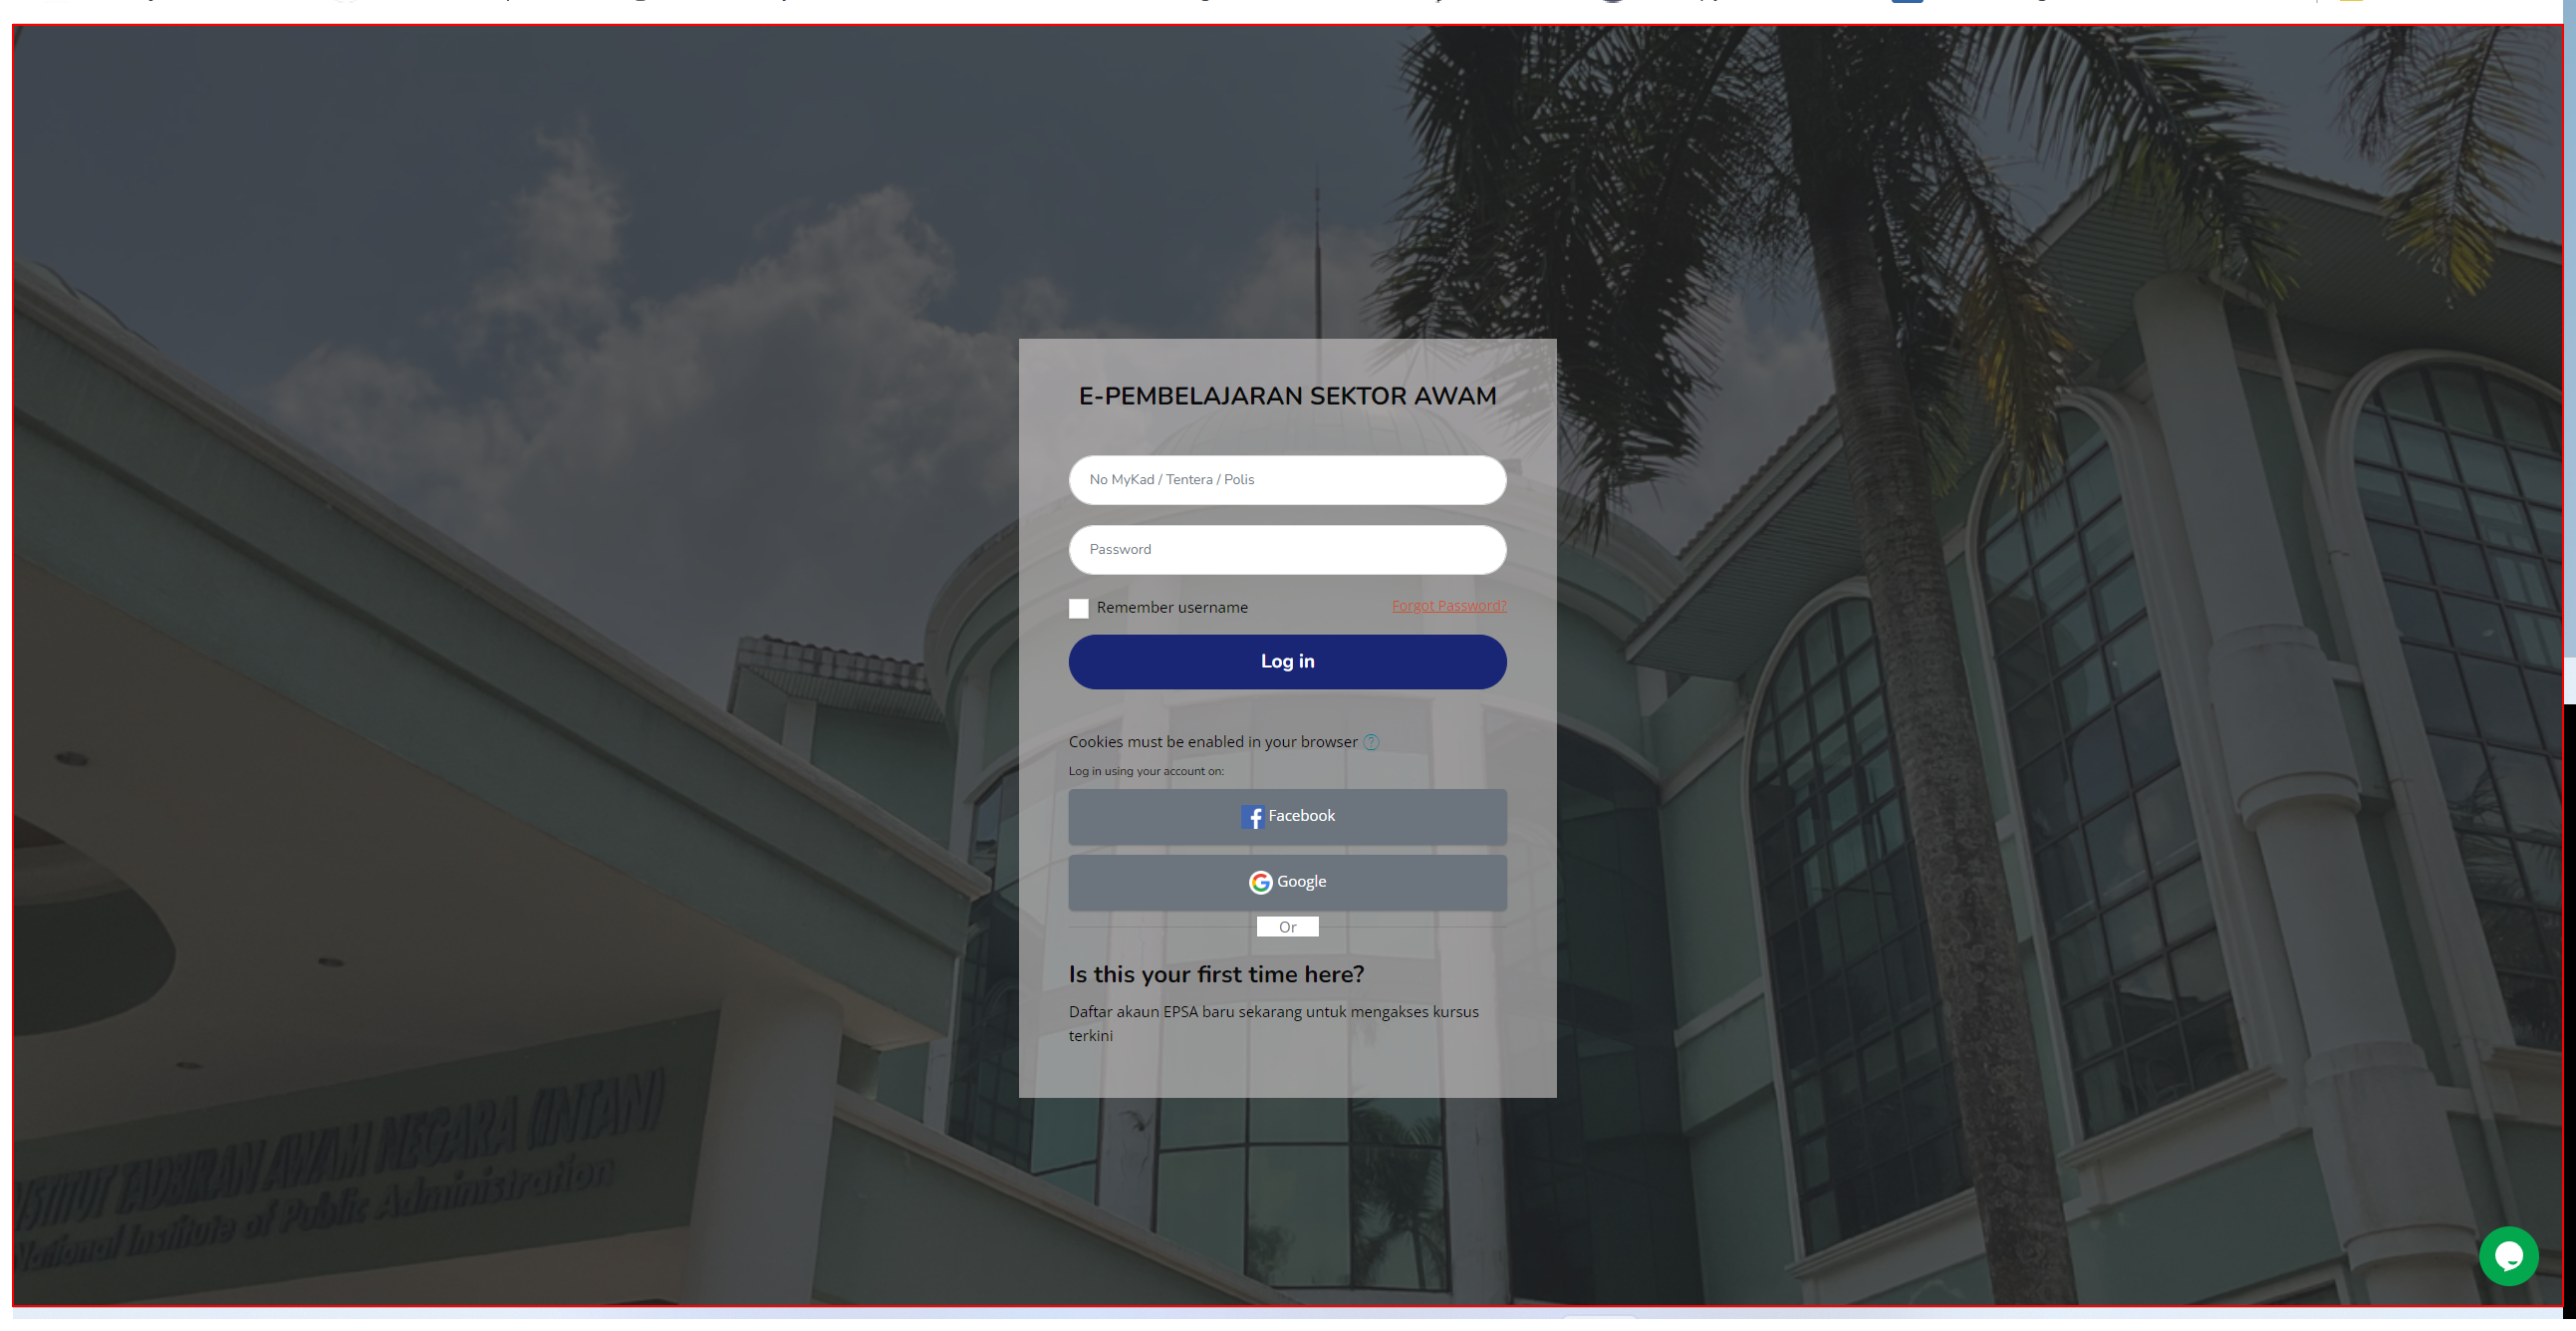 E-PEMBELAJARAN SEKTOR AWAM
No MyKad / Tentera / Polis
Password
Remember username
Forgot Password?
Log in
Cookies must be enabled in your browser ?
Log in using your account on:
Facebook
Google
Or
Is this your first time here?
Daftar akaun EPSA baru sekarang untuk mengakses kursus
terkini
TADBIRAN AWAM NEGARA (INTAN)
National Institute of Public Administration